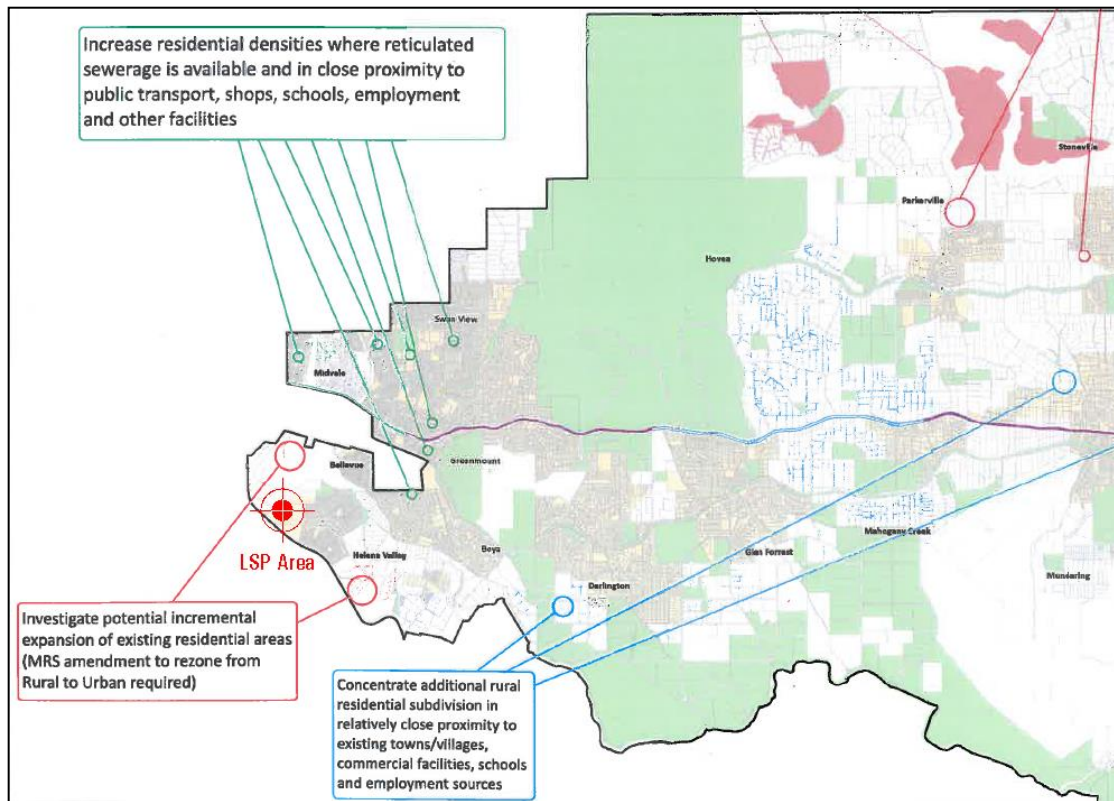 Increase residential densities where reticulated
sewerage is available and in close proximity to
public transport, shops, schools, employment
and other facilities
Stoneville
Parkerville
Hovea
Swan View
Midvale
Greenmount
Bellevue
LSP Area
Helena Valley
Boya
Darlington
Glen Forrest
Mahogany Creek
Mundaring
Investigate potential incremental
expansion of existing residential areas
(MRS amendment to rezone from
Rural to Urban required)
Concentrate additional rural
residential subdivision in
relatively close proximity to
existing towns/villages,
commercial facilities, schools
and employment sources